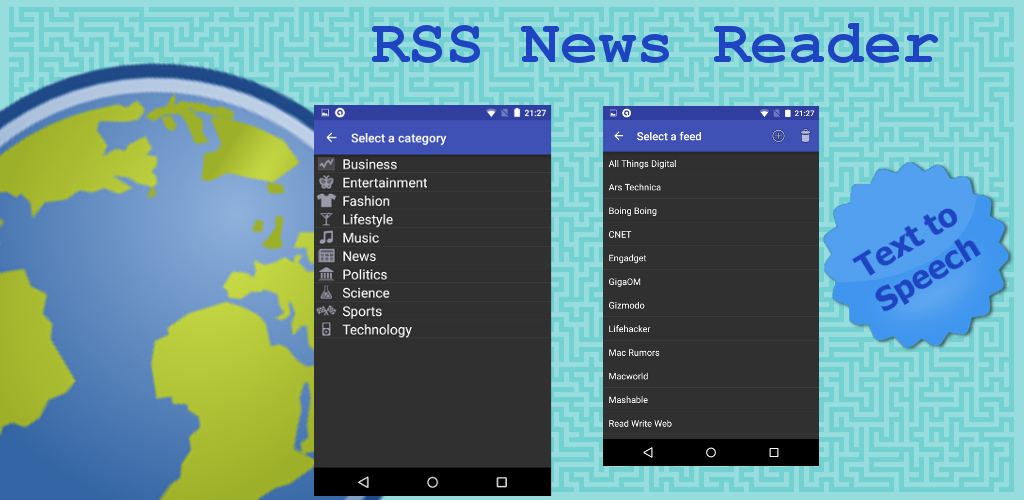 RSS News Reader
21:27
Select a category
Business
Entertainment
Fashion
Lifestyle
Music
News
Politics
Science
Sports
Technology
21:27
Select a feed
All Things Digital
Ars Technica
Boing Boing
CNET
Engadget
GigaOM
Gizmodo
Lifehacker
Mac Rumors
Macworld
Mashable
Read Write Web
Text to
Speech